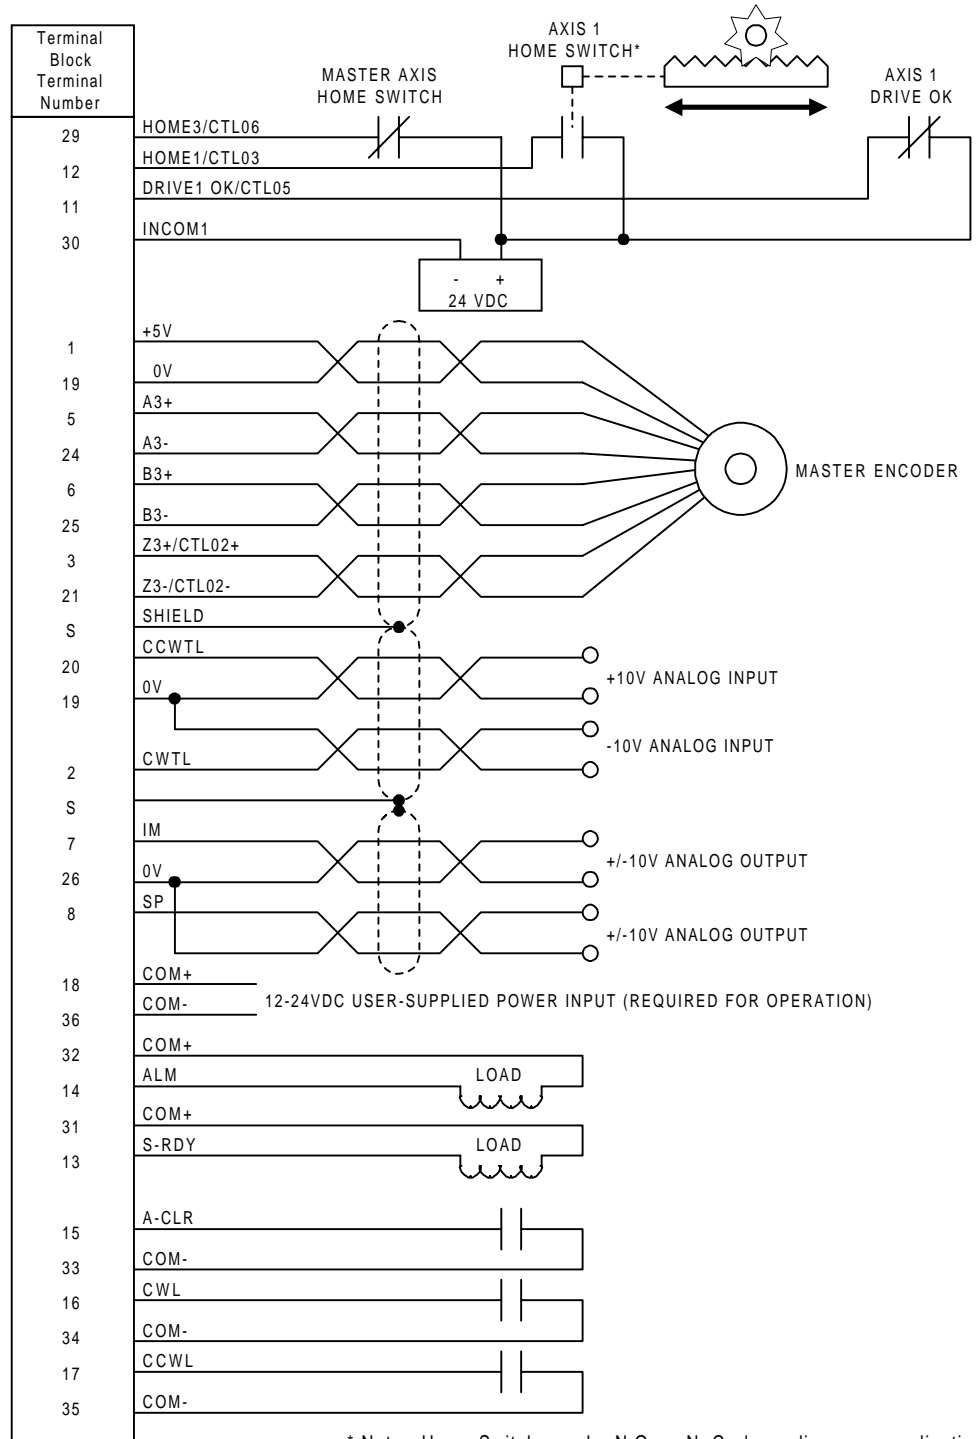 Terminal
Block
Terminal
Number
AXIS 1
HOME SWITCH*
MASTER AXIS
HOME SWITCH
AXIS 1
DRIVE OK
29
HOME3/CTL06
12
HOME1/CTL03
11
DRIVE1 OK/CTL05
30
INCOM1
- +
24 VDC
1
+5V
19
0V
5
A3+
24
A3-
6
B3+
MASTER ENCODER
25
B3-
3
Z3+/CTL02+
21
Z3-/CTL02-
S
SHIELD
20
CCWTL
+10V ANALOG INPUT
19
0V
-10V ANALOG INPUT
2
CWTL
S
7
IM
+/-10V ANALOG OUTPUT
26
0V
8
SP
+/-10V ANALOG OUTPUT
18
COM+
12-24VDC USER-SUPPLIED POWER INPUT (REQUIRED FOR OPERATION)
36
COM-
32
COM+
14
ALM
LOAD
31
COM+
13
S-RDY
LOAD
15
A-CLR
33
COM-
16
CWL
34
COM-
17
CCWL
35
COM-